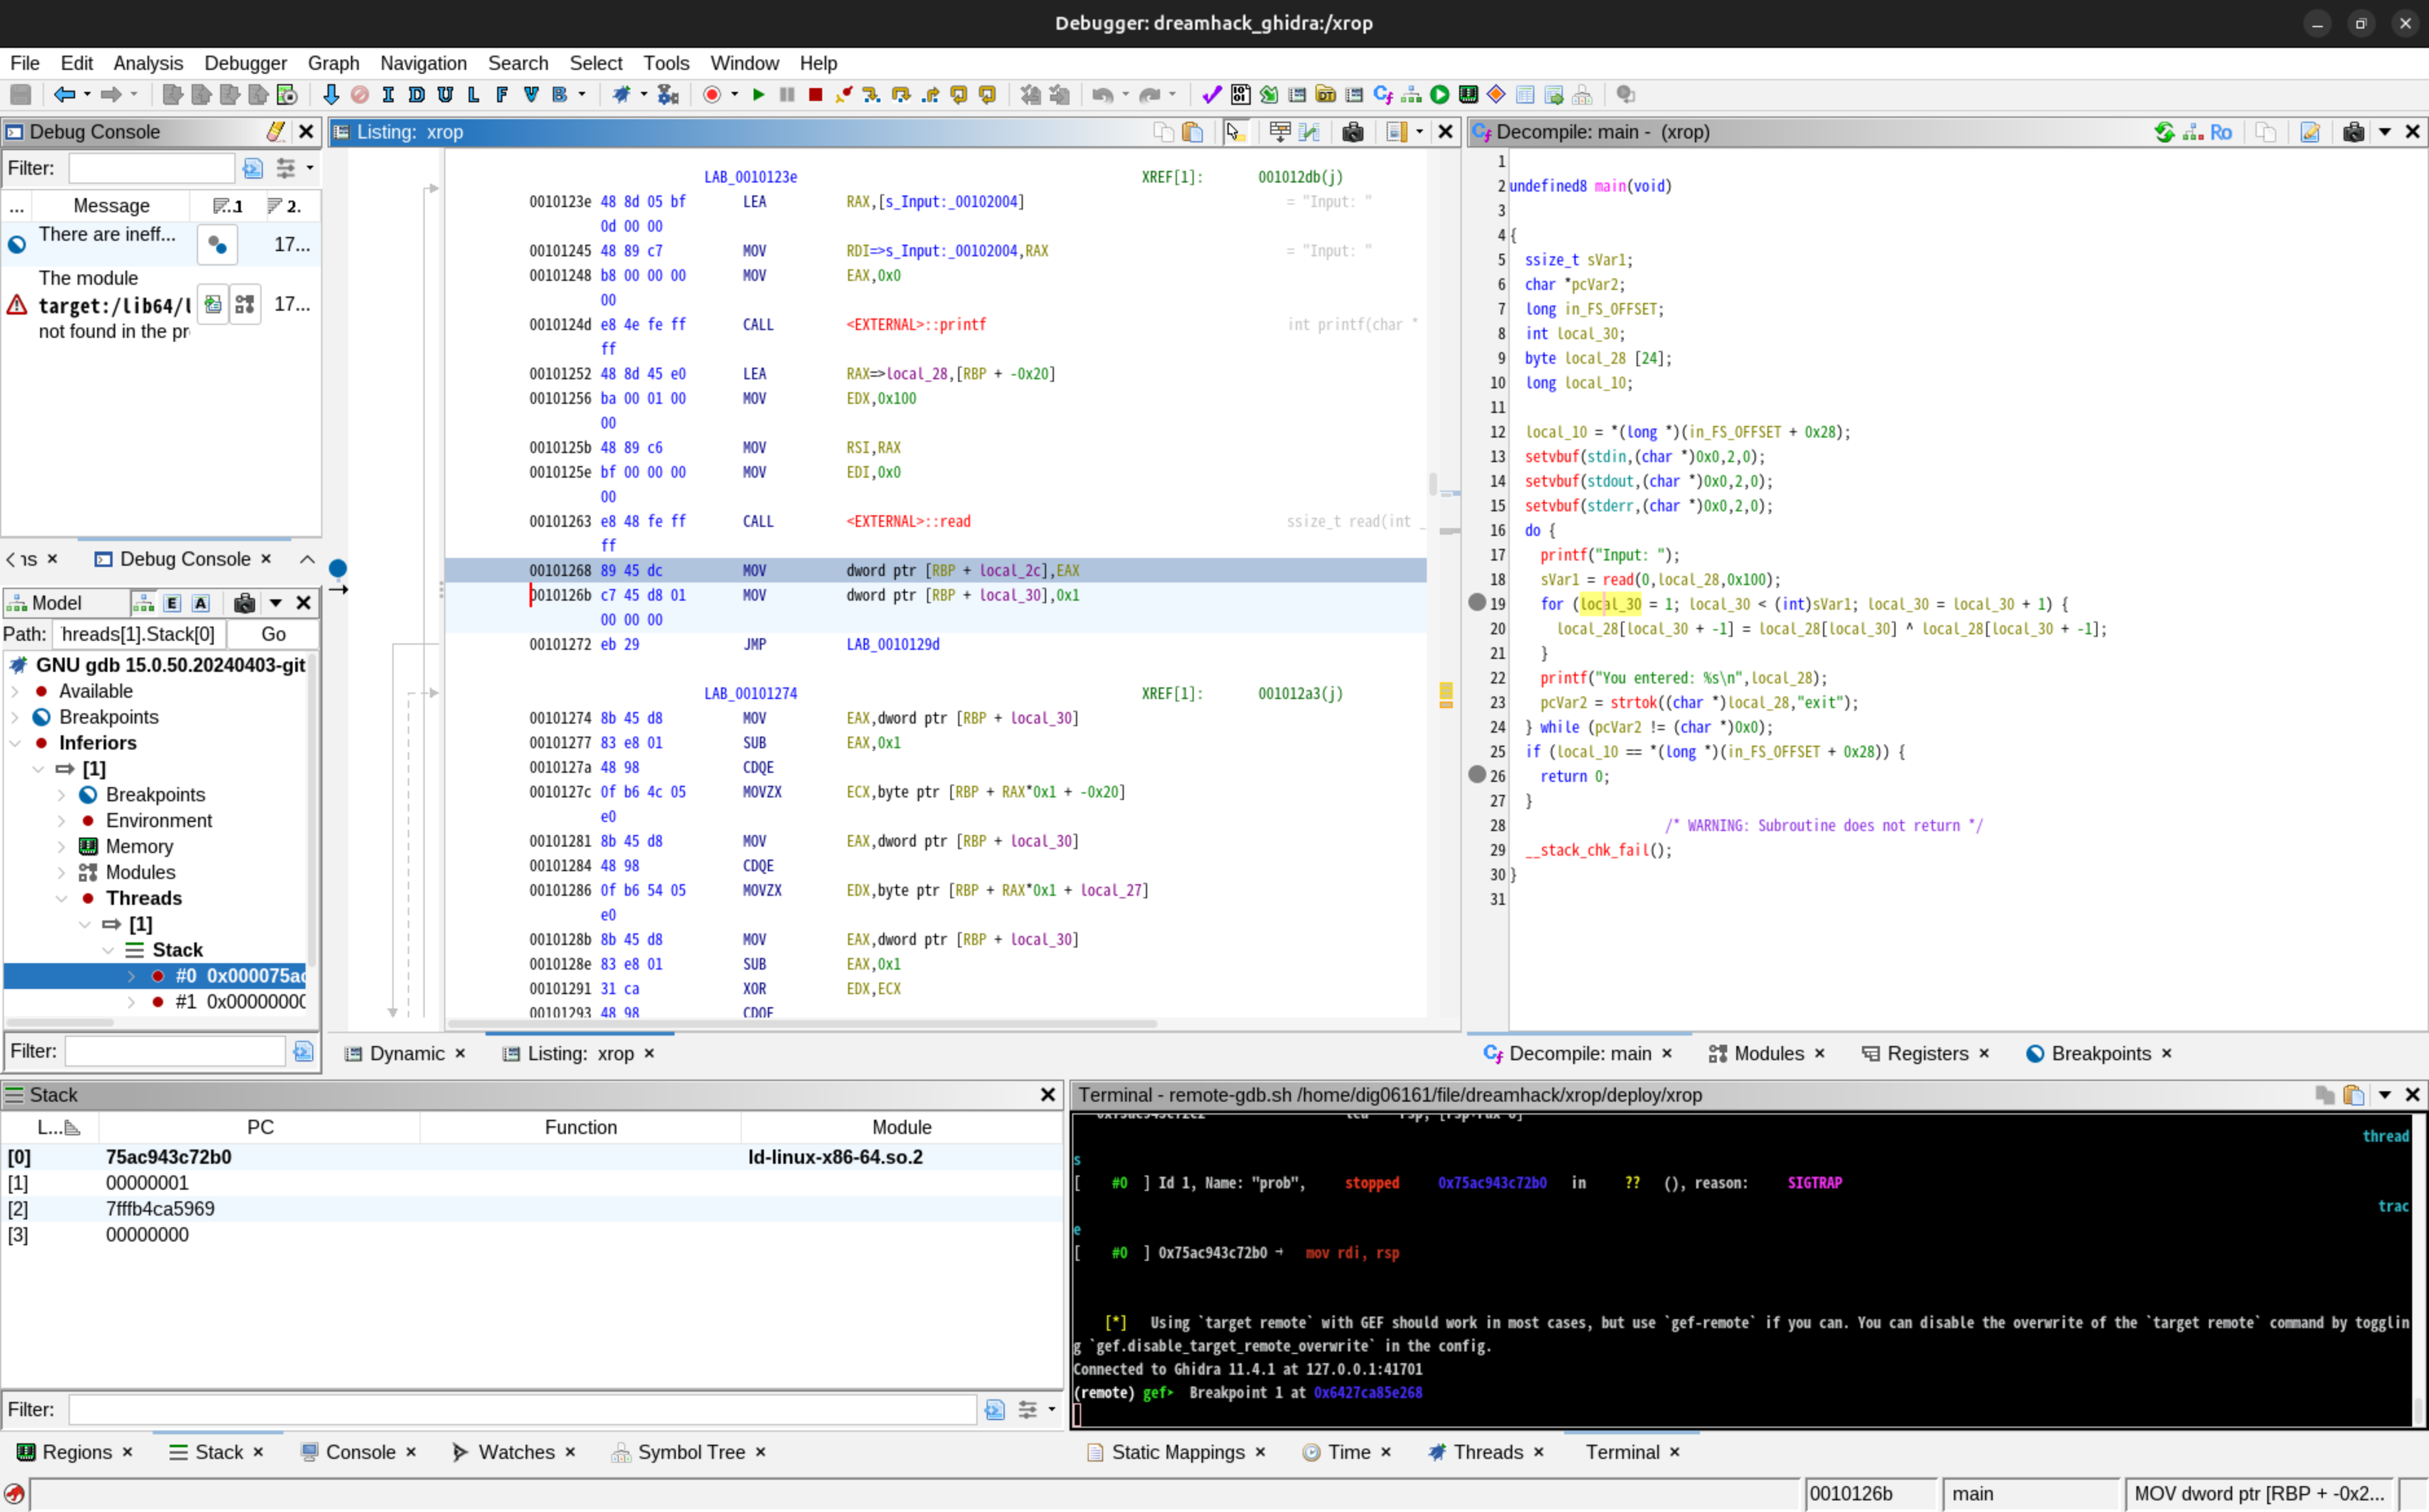 Debugger: dreamhack_ghidra:/xrop
File Edit Analysis Debugger Graph Navigation Search Select Tools Window Help
Debug Console
Filter:
... Message 1 2.
There are ineff... 17...
The module
target:/lib64/l 17...
not found in the pr
ns Debug Console
Model
Path: hreads[1].Stack[0] Go
GNU gdb 15.0.50.20240403-git
Available
Breakpoints
Inferiors
[1]
Breakpoints
Environment
Memory
Modules
Threads
[1]
Stack
#0 0x000075ac
#1 0x00000000
Filter:
Listing: xrop
LAB_0010123e XREF[1]: 001012db(j)
0010123e 48 8d 05 bf LEA RAX,[s_Input:_00102004] = "Input: "
0d 00 00
00101245 48 89 c7 MOV RDI=>s_Input:_00102004,RAX = "Input: "
00101248 b8 00 00 00 MOV EAX,0x0
00
0010124d e8 4e fe ff CALL <EXTERNAL>::printf int printf(char *
ff
00101252 48 8d 45 e0 LEA RAX=>local_28,[RBP + -0x20]
00101256 ba 00 01 00 MOV EDX,0x100
00
0010125b 48 89 c6 MOV RSI,RAX
0010125e bf 00 00 00 MOV EDI,0x0
00
00101263 e8 48 fe ff CALL <EXTERNAL>::read ssize_t read(int _
ff
00101268 89 45 dc MOV dword ptr [RBP + local_2c],EAX
0010126b c7 45 d8 01 MOV dword ptr [RBP + local_30],0x1
00 00 00
00101272 eb 29 JMP LAB_0010129d
LAB_00101274 XREF[1]: 001012a3(j)
00101274 8b 45 d8 MOV EAX,dword ptr [RBP + local_30]
00101277 83 e8 01 SUB EAX,0x1
0010127a 48 98 CDQE
0010127c 0f b6 4c 05 MOVZX ECX,byte ptr [RBP + RAX*0x1 + -0x20]
e0
00101281 8b 45 d8 MOV EAX,dword ptr [RBP + local_30]
00101284 48 98 CDQE
00101286 0f b6 54 05 MOVZX EDX,byte ptr [RBP + RAX*0x1 + local_27]
e0
0010128b 8b 45 d8 MOV EAX,dword ptr [RBP + local_30]
0010128e 83 e8 01 SUB EAX,0x1
00101291 31 ca XOR EDX,ECX
00101293 48 98 CDQE
Dynamic Listing: xrop
Decompile: main - (xrop)
Ro
1
2 undefined8 main(void)
3
4 {
5 ssize_t sVar1;
6 char *pcVar2;
7 long in_FS_OFFSET;
8 int local_30;
9 byte local_28 [24];
10 long local_10;
11
12 local_10 = *(long *)(in_FS_OFFSET + 0x28);
13 setvbuf(stdin,(char *)0x0,2,0);
14 setvbuf(stdout,(char *)0x0,2,0);
15 setvbuf(stderr,(char *)0x0,2,0);
16 do {
17 printf("Input: ");
18 sVar1 = read(0,local_28,0x100);
19 for (local_30 = 1; local_30 < (int)sVar1; local_30 = local_30 + 1) {
20 local_28[local_30 + -1] = local_28[local_30] ^ local_28[local_30 + -1];
21 }
22 printf("You entered: %s\n",local_28);
23 pcVar2 = strtok((char *)local_28,"exit");
24 } while (pcVar2 != (char *)0x0);
25 if (local_10 == *(long *)(in_FS_OFFSET + 0x28)) {
26 return 0;
27 }
28 /* WARNING: Subroutine does not return */
29 __stack_chk_fail();
30 }
31
Decompile: main Modules Registers Breakpoints
Stack
L... PC Function Module
[0] 75ac943c72b0 ld-linux-x86-64.so.2
[1] 00000001
[2] 7fffb4ca5969
[3] 00000000
Filter:
Regions Stack Console Watches Symbol Tree
Terminal - remote-gdb.sh /home/dig06161/file/dreamhack/xrop/deploy/xrop
thread
s
[ #0 ] Id 1, Name: "prob", stopped 0x75ac943c72b0 in ?? (), reason: SIGTRAP
trac
e
[ #0 ] 0x75ac943c72b0 → mov rdi, rsp
[*] Using `target remote` with GEF should work in most cases, but use `gef-remote` if you can. You can disable the overwrite of the `target remote` command by togglin
g `gef.disable_target_remote_overwrite` in the config.
Connected to Ghidra 11.4.1 at 127.0.0.1:41701
(remote) gef➤ Breakpoint 1 at 0x6427ca85e268
Static Mappings Time Threads Terminal
0010126b main MOV dword ptr [RBP + -0x2...